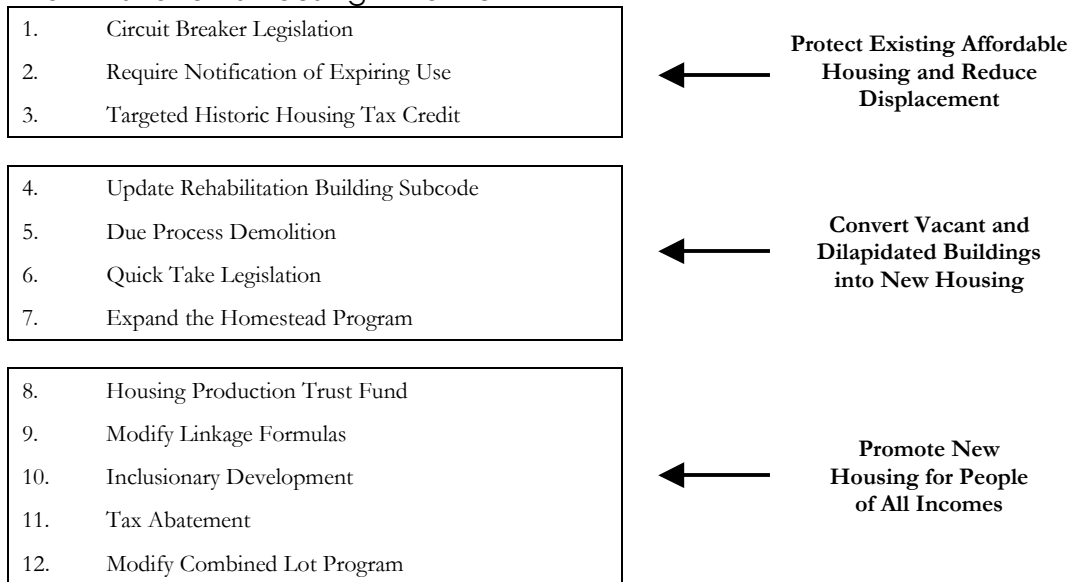 1. Circuit Breaker Legislation
2. Require Notification of Expiring Use
3. Targeted Historic Housing Tax Credit
Protect Existing Affordable
Housing and Reduce
Displacement
4. Update Rehabilitation Building Subcode
5. Due Process Demolition
6. Quick Take Legislation
7. Expand the Homestead Program
Convert Vacant and
Dilapidated Buildings
into New Housing
8. Housing Production Trust Fund
9. Modify Linkage Formulas
10. Inclusionary Development
11. Tax Abatement
12. Modify Combined Lot Program
Promote New
Housing for People
of All Incomes